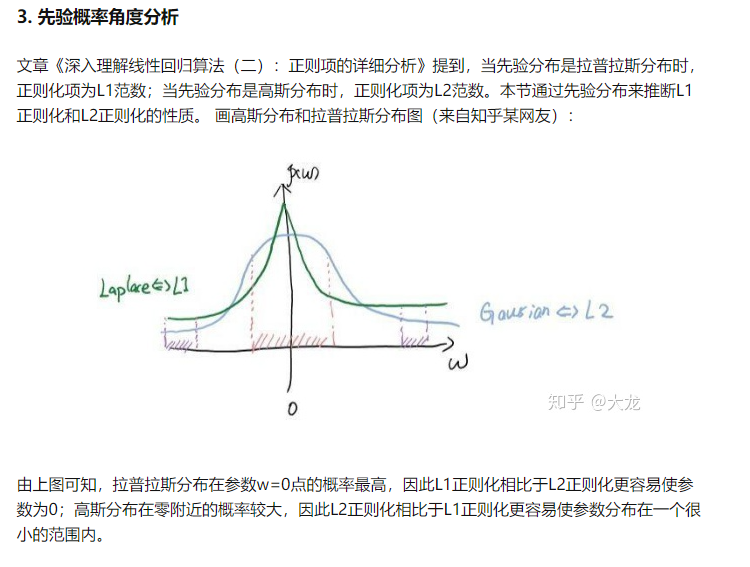 3. 先验概率角度分析
文章《深入理解线性回归算法（二）：正则项的详细分析》提到，当先验分布是拉普拉斯分布时，
正则化项为L1范数；当先验分布是高斯分布时，正则化项为L2范数。本节通过先验分布来推断L1
正则化和L2正则化的性质。 画高斯分布和拉普拉斯分布图（来自知乎某网友）：
p(w)
Laplace<=>L1
Gaussian <=> L2
w
0
知乎 @大龙
由上图可知，拉普拉斯分布在参数w=0点的概率最高，因此L1正则化相比于L2正则化更容易使参
数为0；高斯分布在零附近的概率较大，因此L2正则化相比于L1正则化更容易使参数分布在一个很
小的范围内。